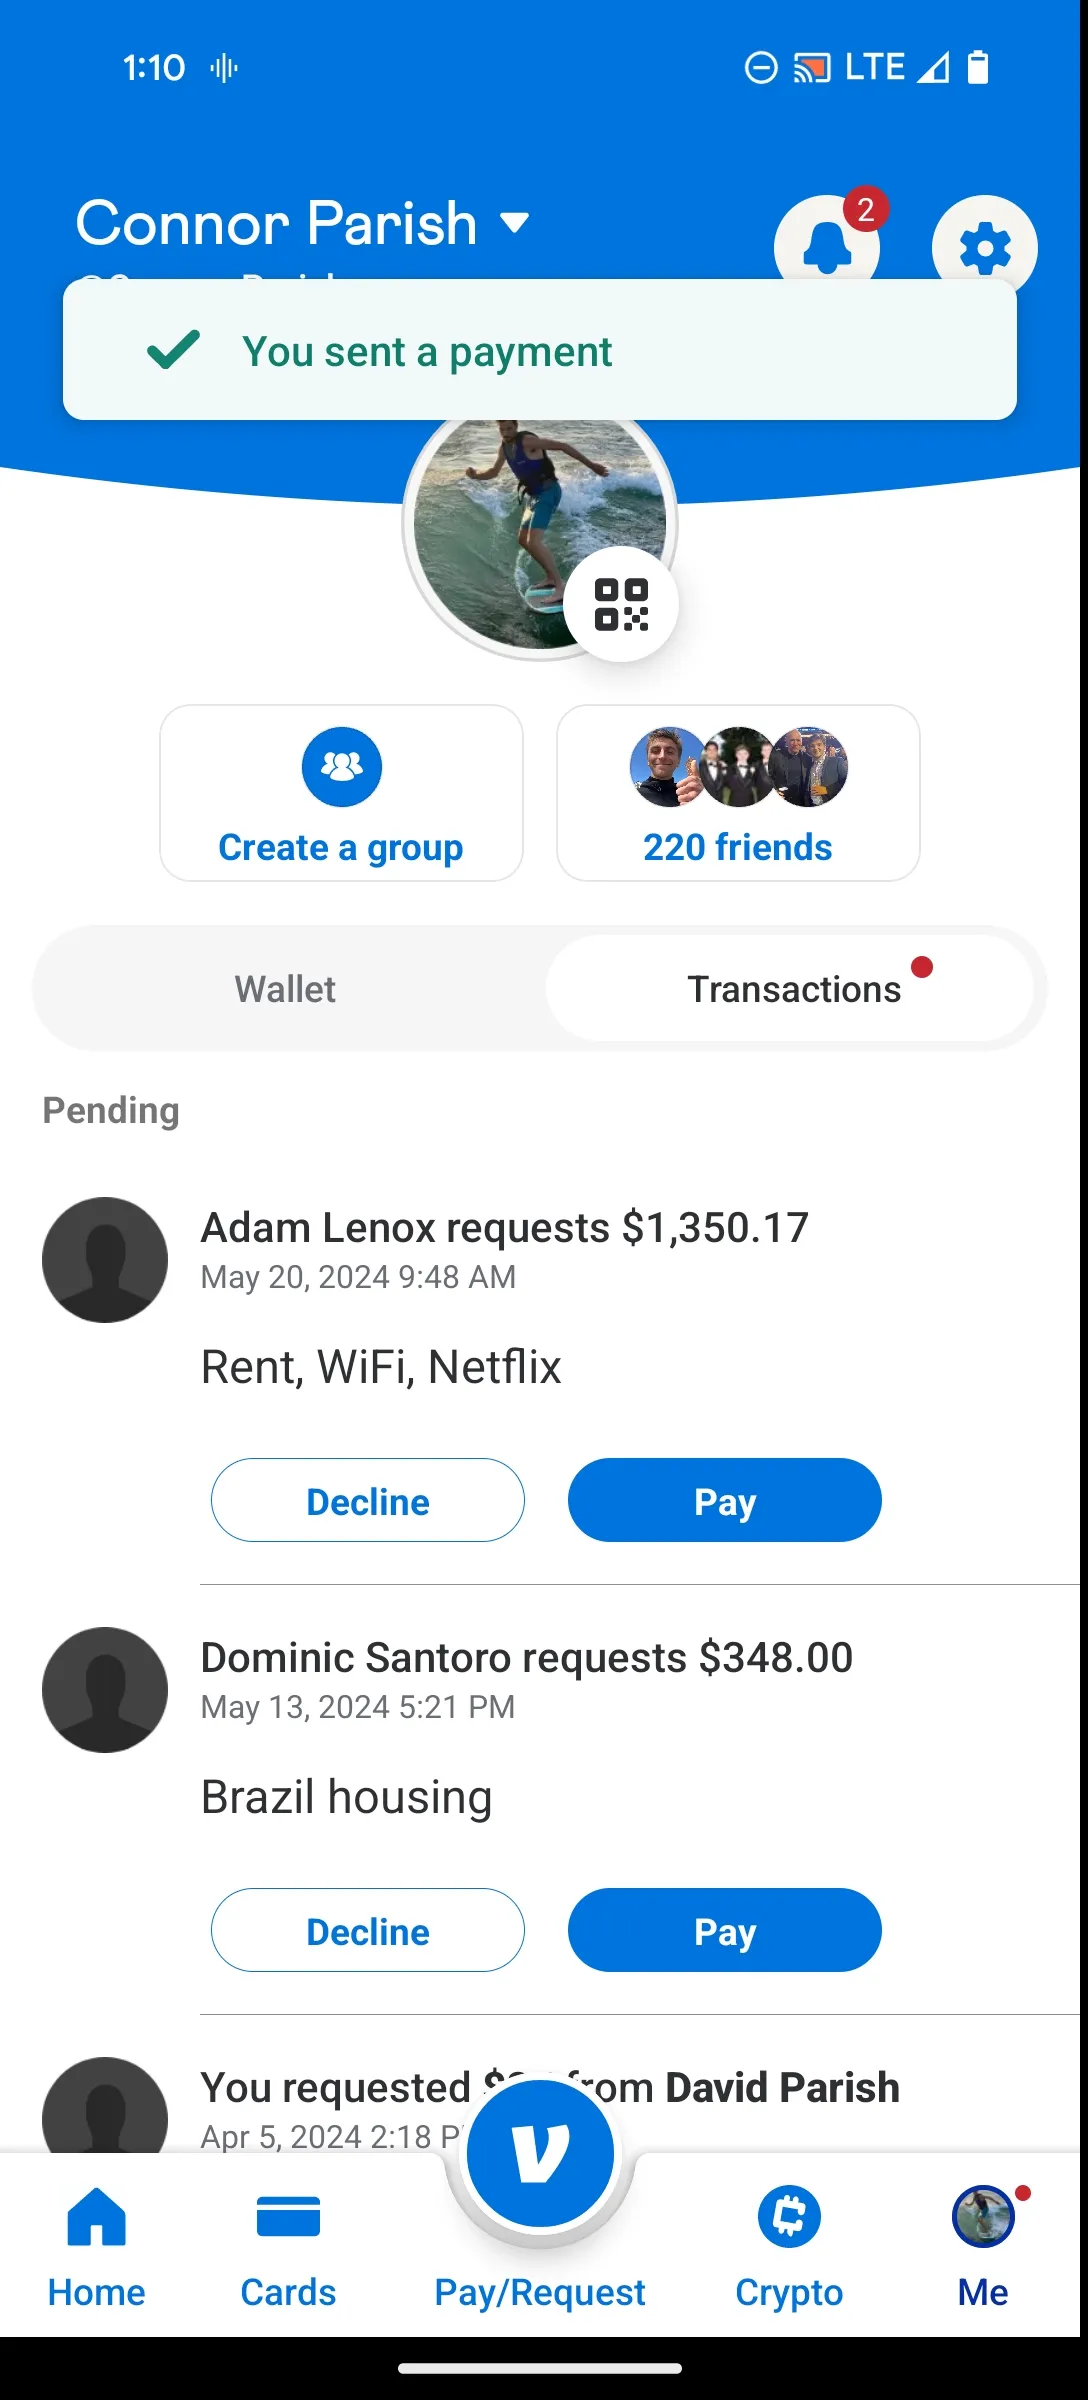 1:10
LTE
Connor Parish
2
You sent a payment
Create a group
220 friends
Wallet
Transactions
Pending
Adam Lenox requests $1,350.17
May 20, 2024 9:48 AM
Rent, WiFi, Netflix
Decline
Pay
Dominic Santoro requests $348.00
May 13, 2024 5:21 PM
Brazil housing
Decline
Pay
You requested from David Parish
Apr 5, 2024 2:18
Home
Cards
Pay/Request
Crypto
Me